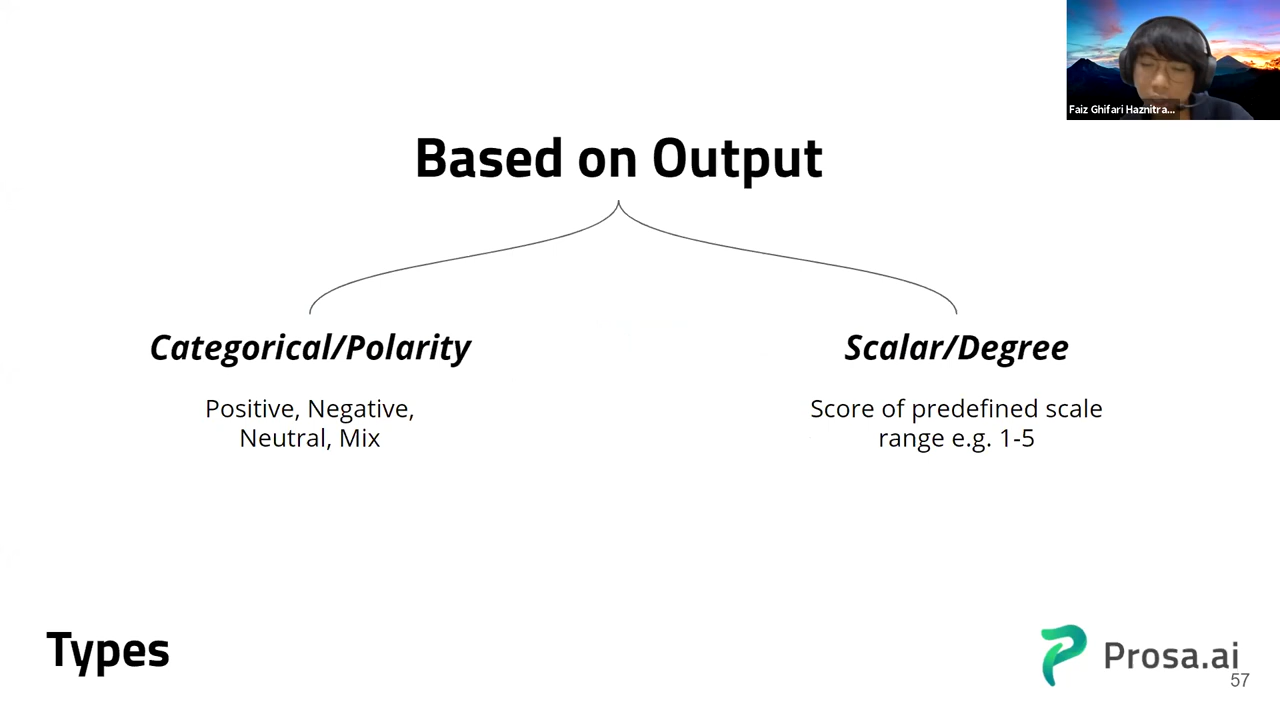 Faiz Ghifari Haznitra...
Based on Output
Categorical/Polarity
Positive, Negative,
Neutral, Mix
Scalar/Degree
Score of predefined scale
range e.g. 1-5
Types
Prosa.ai
57